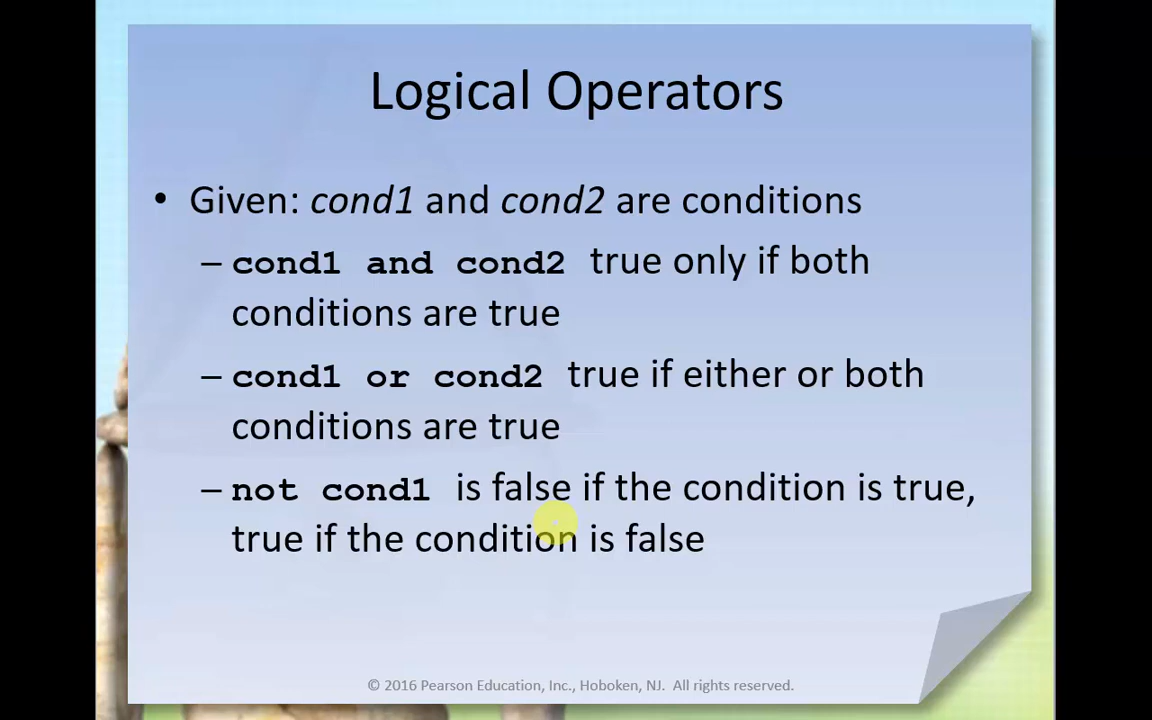 Logical Operators
• Given: cond1 and cond2 are conditions
– cond1 and cond2 true only if both
conditions are true
– cond1 or cond2 true if either or both
conditions are true
– not cond1 is false if the condition is true,
true if the condition is false
© 2016 Pearson Education, Inc., Hoboken, NJ. All rights reserved.